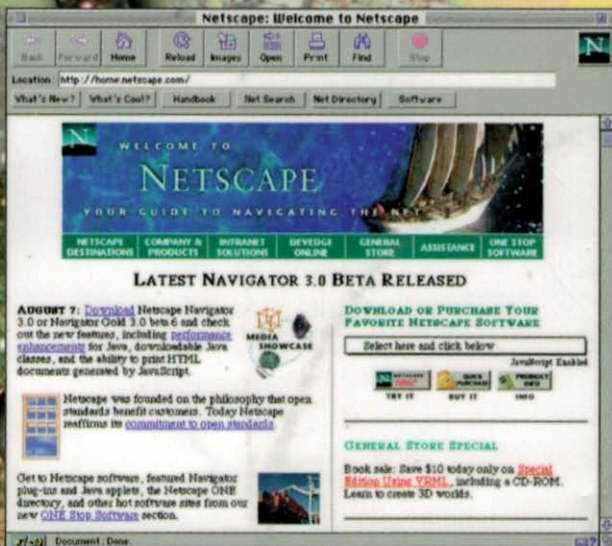 Netscape: Welcome to Netscape
Back Forward Home Reload Images Open Print Find Stop
N
Location: http://home.netscape.com/
What's New? What's Cool? Handbook Net Search Net Directory Software
N
WELCOME TO
NETSCAPE
YOUR GUIDE TO NAVIGATING THE NET
NETSCAPE DESTINATIONS
COMPANY & PRODUCTS
INTRANET SOLUTIONS
DEVEDGE ONLINE
GENERAL STORE
ASSISTANCE
ONE STOP SOFTWARE
LATEST NAVIGATOR 3.0 BETA RELEASED
AUGUST 7: Download Netscape Navigator
3.0 or Navigator Gold 3.0 beta 6 and check
out the new features, including performance
enhancements for Java, downloadable Java
classes, and the ability to print HTML
documents generated by JavaScript.
MEDIA
SHOWCASE
Netscape was founded on the philosophy that open
standards benefit customers. Today Netscape
reaffirms its commitment to open standards.
Get to Netscape software, featured Navigator
plug-ins and Java applets, the Netscape ONE
directory, and other hot software sites from our
new ONE Stop Software section.
DOWNLOAD OR PURCHASE YOUR
FAVORITE NETSCAPE SOFTWARE
Select here and click below
JavaScript Enabled
NETSCAPE NOW! QUICK PURCHASE PRODUCT INFO
TRY IT BUY IT INFO
GENERAL STORE SPECIAL
Book sale: Save $10 today only on Special
Edition Using VRML, including a CD-ROM.
Learn to create 3D worlds.
Document: Done.